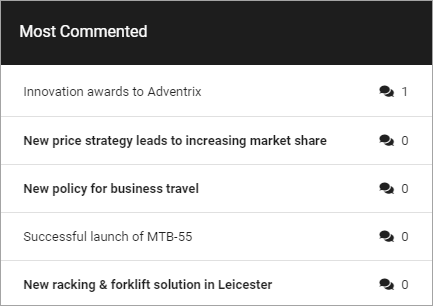 Most Commented
Innovation awards to Adventrix 1
New price strategy leads to increasing market share 0
New policy for business travel 0
Successful launch of MTB-55 0
New racking & forklift solution in Leicester 0